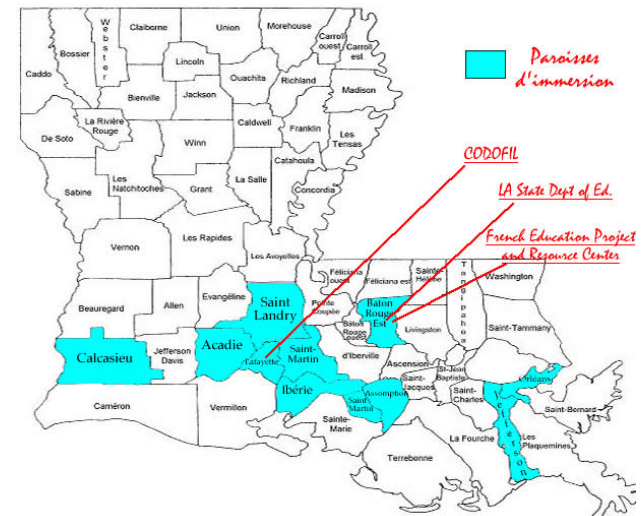 Paroisses
d'immersion
Claiborne
Union
Morehouse
Carroll
ouest
Carroll
est
Webster
Bossier
Caddo
Lincoln
Ouachita
Richland
Madison
Bienville
Jackson
La Rivière
Rouge
Caldwell
Franklin
Les
Tensas
De Soto
Winn
Catahoula
Les
Natchitoches
La Salle
Concordia
Sabine
Grant
CODOFIL
LA State Dept of Ed.
French Education Project
and Resource Center
Vernon
Les Rapides
Les Avoyelles
Féliciana
ouest
Féliciana est
Sainte-
Hélène
Tangipahoa
Washington
Beauregard
Allen
Evangéline
Saint
Landry
Pointe
Coupée
Baton
Rouge
Est
Baton
Rouge
ouest
Livingston
Saint-Tammany
Calcasieu
Jefferson
Davis
Acadie
Lafayette
Saint-
Martin
d'Iberville
Ascension
St-Jean
Baptiste
Orléans
Ibérie
Assomption
Saint-
Jacques
Saint-
Charles
Jefferson
Saint-Bernard
Caméron
Vermillon
Saint
Martin
Sainte-
Marie
La Fourche
Les
Plaquemines
Terrebonne